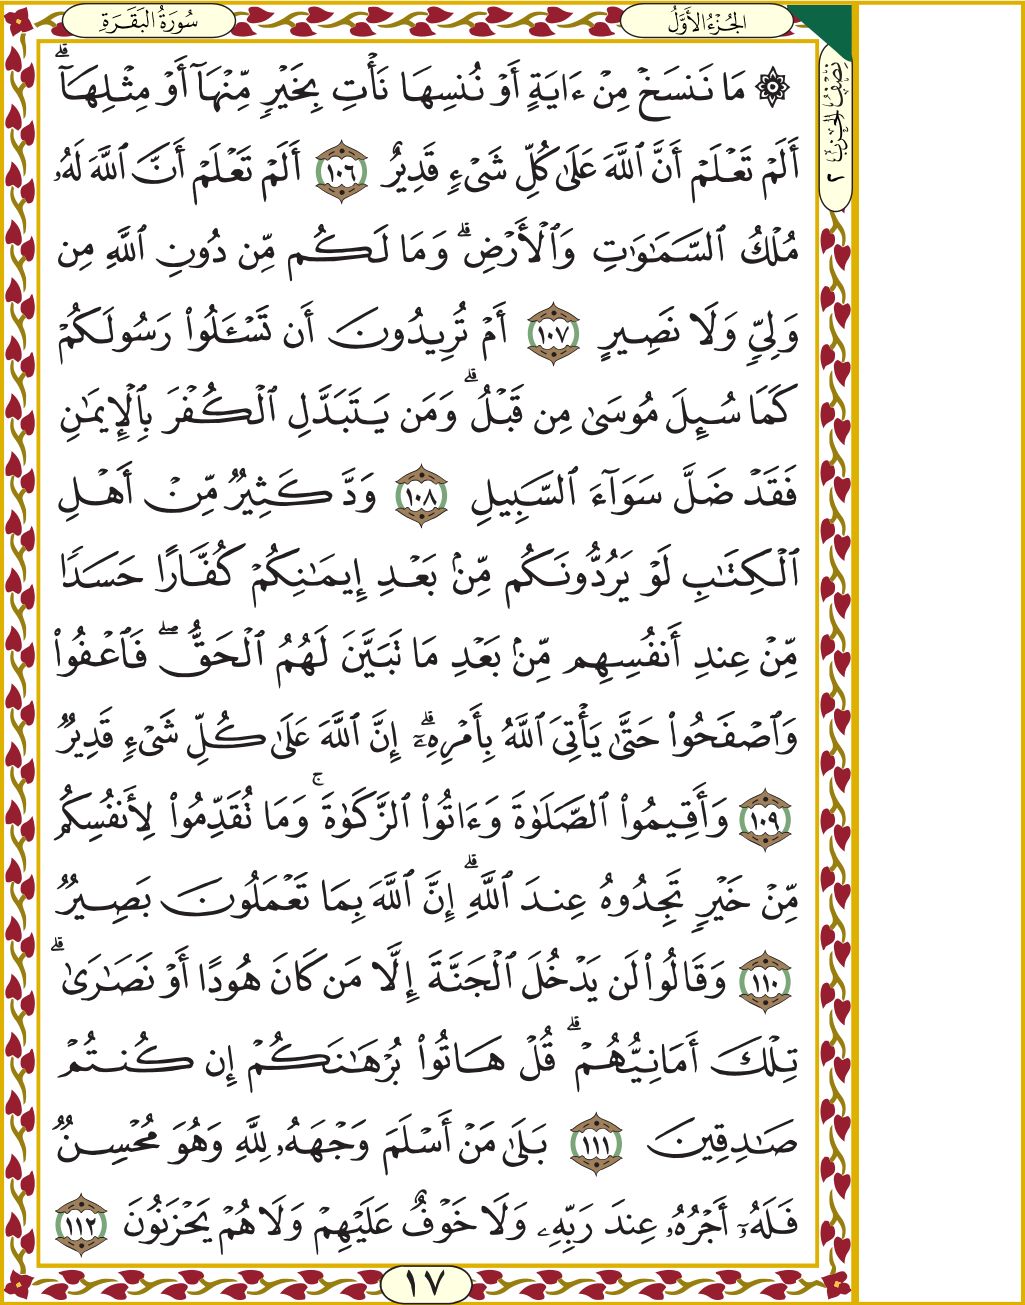 سُورَةُ البَقَرَةِ
الجُزْءُ الأَوَّلُ
نِصْفُ الحِزْبِ ٢
۞ مَا نَنسَخْ مِنْ ءَايَةٍ أَوْ نُنسِهَا نَأْتِ بِخَيْرٍ مِّنْهَآ أَوْ مِثْلِهَآۗ
أَلَمْ تَعْلَمْ أَنَّ ٱللَّهَ عَلَىٰ كُلِّ شَىْءٍ قَدِيرٌ ١٠٦ أَلَمْ تَعْلَمْ أَنَّ ٱللَّهَ لَهُۥ
مُلْكُ ٱلسَّمَٰوَٰتِ وَٱلْأَرْضِۗ وَمَا لَكُم مِّن دُونِ ٱللَّهِ مِن
وَلِىٍّ وَلَا نَصِيرٍ ١٠٧ أَمْ تُرِيدُونَ أَن تَسْـَٔلُوا۟ رَسُولَكُمْ
كَمَا سُئِلَ مُوسَىٰ مِن قَبْلُۗ وَمَن يَتَبَدَّلِ ٱلْكُفْرَ بِٱلْإِيمَٰنِ
فَقَدْ ضَلَّ سَوَآءَ ٱلسَّبِيلِ ١٠٨ وَدَّ كَثِيرٌ مِّنْ أَهْلِ
ٱلْكِتَٰبِ لَوْ يَرُدُّونَكُم مِّنۢ بَعْدِ إِيمَٰنِكُمْ كُفَّارًا حَسَدًا
مِّنْ عِندِ أَنفُسِهِم مِّنۢ بَعْدِ مَا تَبَيَّنَ لَهُمُ ٱلْحَقُّۖ فَٱعْفُوا۟
وَٱصْفَحُوا۟ حَتَّىٰ يَأْتِىَ ٱللَّهُ بِأَمْرِهِۦٓۗ إِنَّ ٱللَّهَ عَلَىٰ كُلِّ شَىْءٍ قَدِيرٌ
١٠٩ وَأَقِيمُوا۟ ٱلصَّلَوٰةَ وَءَاتُوا۟ ٱلزَّكَوٰةَۚ وَمَا تُقَدِّمُوا۟ لِأَنفُسِكُم
مِّنْ خَيْرٍ تَجِدُوهُ عِندَ ٱللَّهِۗ إِنَّ ٱللَّهَ بِمَا تَعْمَلُونَ بَصِيرٌ
١١٠ وَقَالُوا۟ لَن يَدْخُلَ ٱلْجَنَّةَ إِلَّا مَن كَانَ هُودًا أَوْ نَصَٰرَىٰۗ
تِلْكَ أَمَانِيُّهُمْۗ قُلْ هَاتُوا۟ بُرْهَٰنَكُمْ إِن كُنتُمْ
صَٰدِقِينَ ١١١ بَلَىٰ مَنْ أَسْلَمَ وَجْهَهُۥ لِلَّهِ وَهُوَ مُحْسِنٌ
فَلَهُۥٓ أَجْرُهُۥ عِندَ رَبِّهِۦ وَلَا خَوْفٌ عَلَيْهِمْ وَلَا هُمْ يَحْزَنُونَ ١١٢
١٧